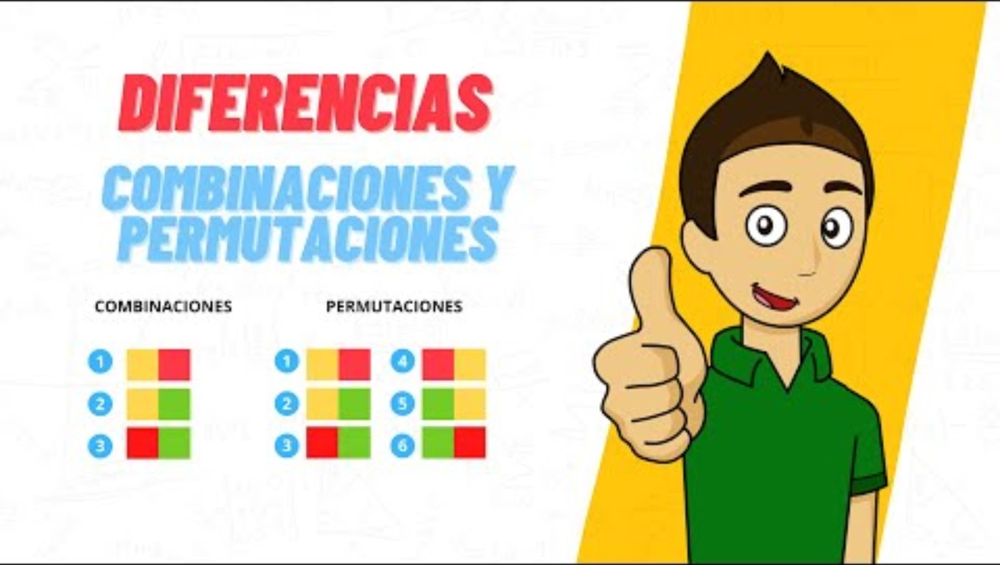 DIFERENCIAS
COMBINACIONES Y
PERMUTACIONES
COMBINACIONES
1
2
3
PERMUTACIONES
1 4
2 5
3 6